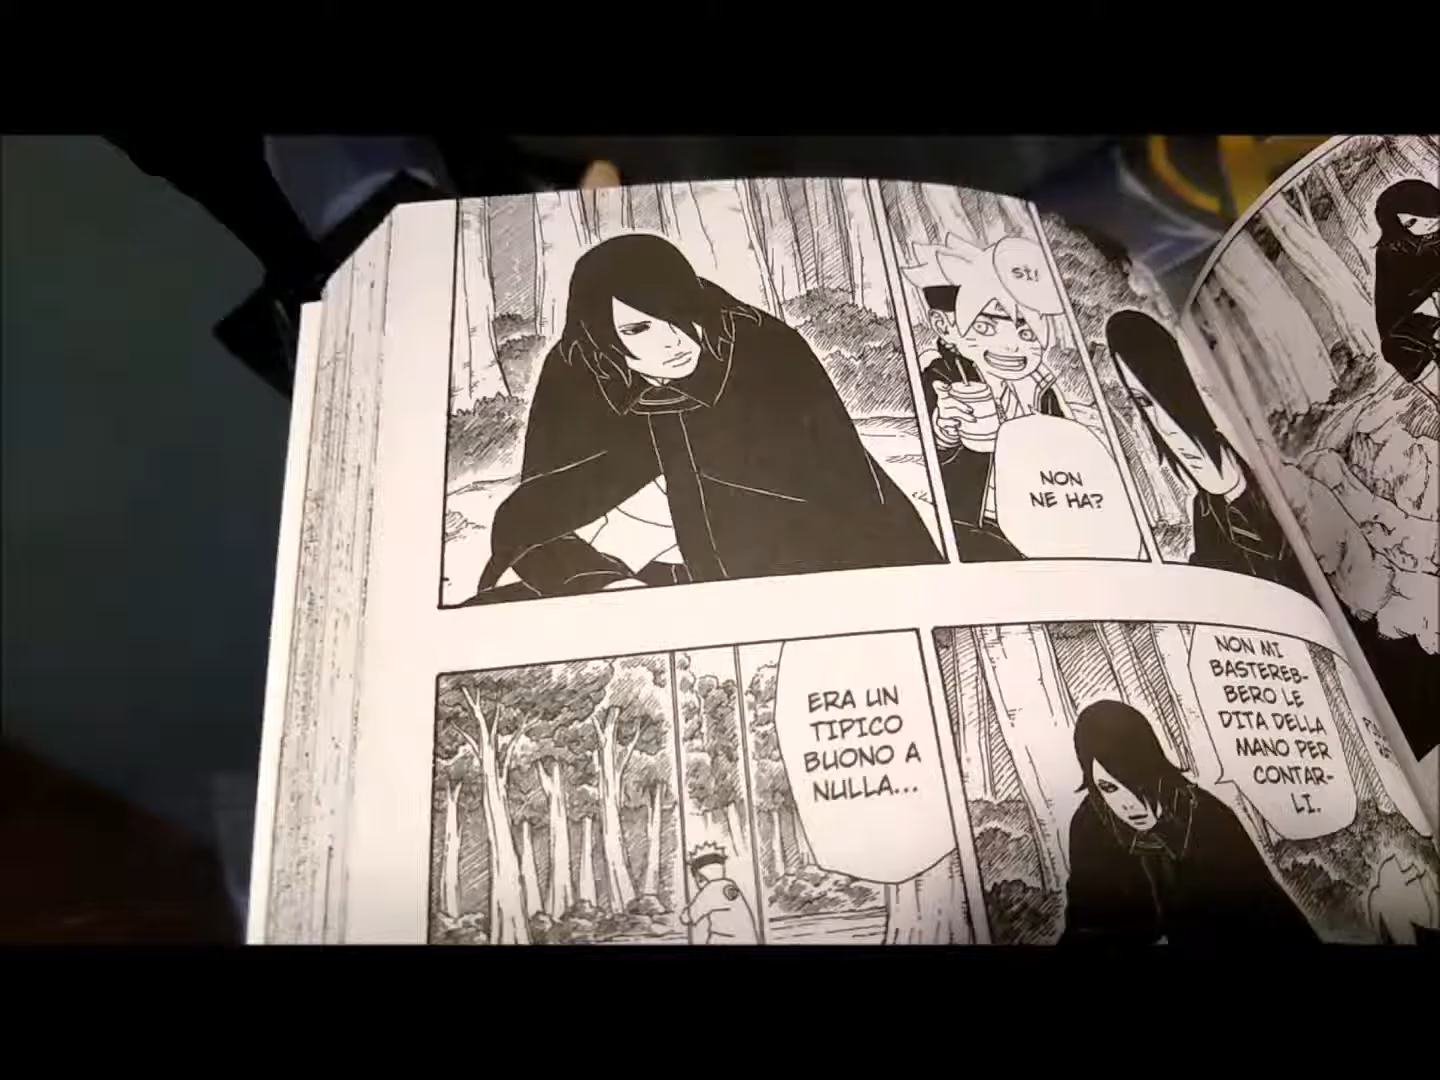 SÌ!
NON
NE HA?
ERA UN
TIPICO
BUONO A
NULLA...
NON MI
BASTEREB-
BERO LE
DITA DELLA
MANO PER
CONTAR-
LI.